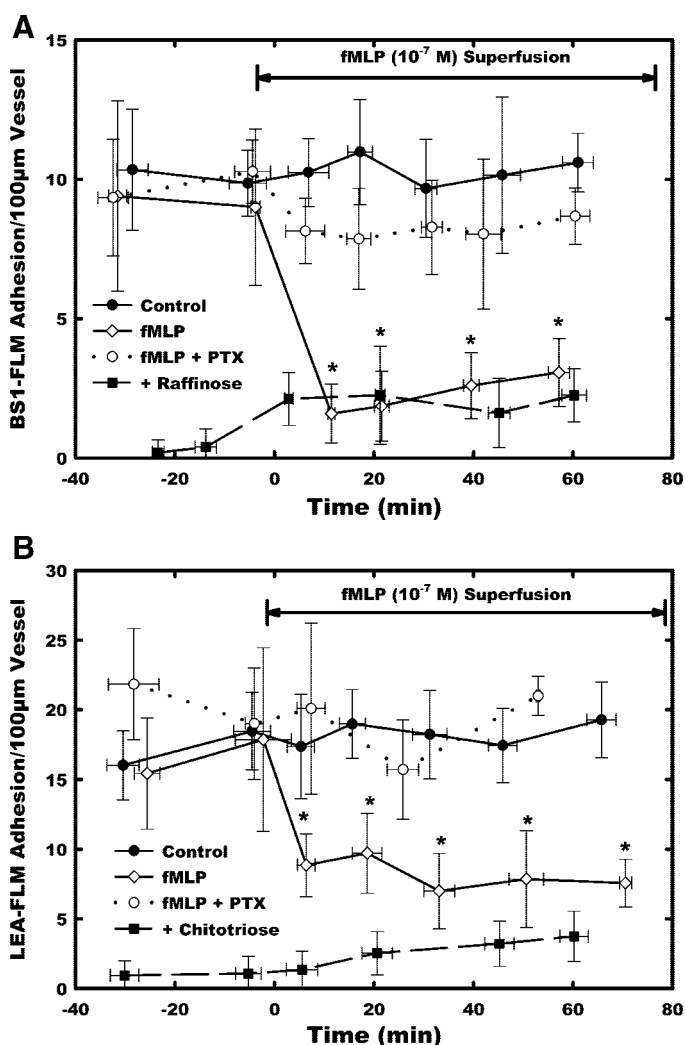 A
fMLP (10⁻⁷ M) Superfusion
BS1-FLM Adhesion/100µm Vessel
15
10
5
0
Control
fMLP
fMLP + PTX
+ Raffinose
*
*
*
*
-40 -20 0 20 40 60 80
Time (min)
B
fMLP (10⁻⁷ M) Superfusion
LEA-FLM Adhesion/100µm Vessel
30
25
20
15
10
5
0
*
*
*
*
*
Control
fMLP
fMLP + PTX
+ Chitotriose
-40 -20 0 20 40 60 80
Time (min)